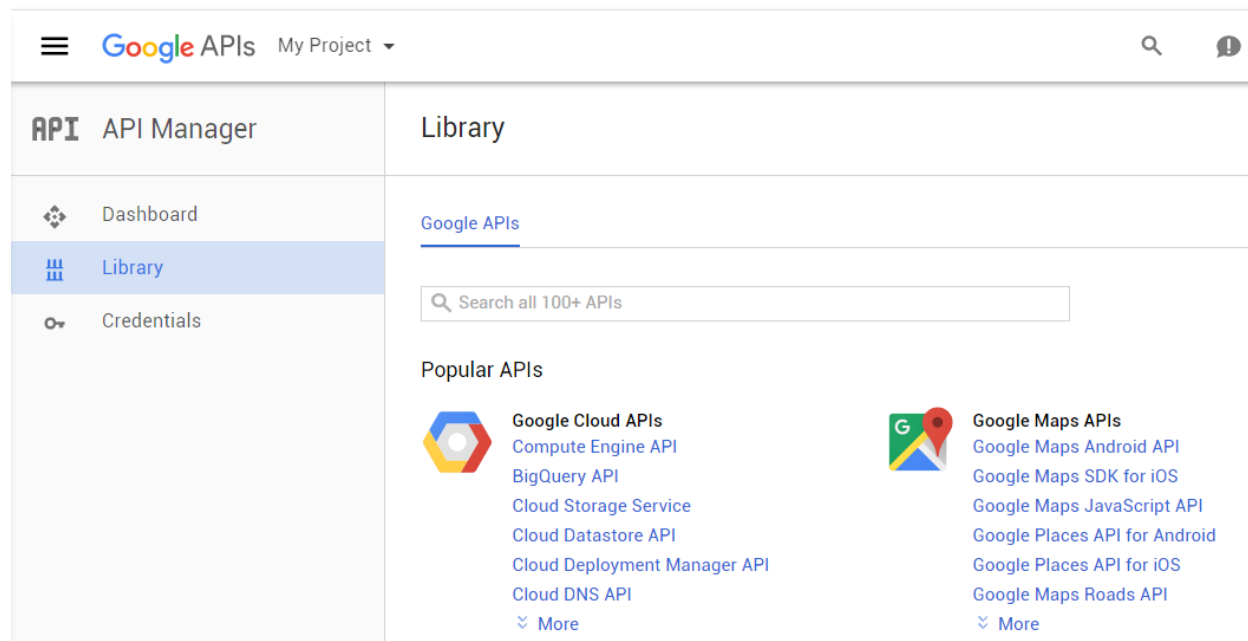 Google APIs My Project
API API Manager
Library
Dashboard
Library
Credentials
Google APIs
Search all 100+ APIs
Popular APIs
Google Cloud APIs
Compute Engine API
BigQuery API
Cloud Storage Service
Cloud Datastore API
Cloud Deployment Manager API
Cloud DNS API
More
G
Google Maps APIs
Google Maps Android API
Google Maps SDK for iOS
Google Maps JavaScript API
Google Places API for Android
Google Places API for iOS
Google Maps Roads API
More